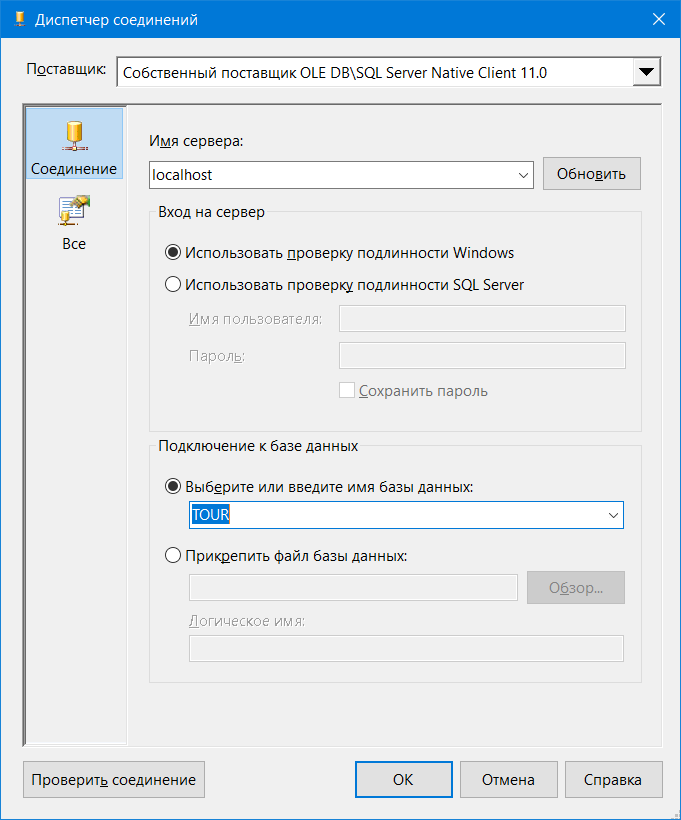 Диспетчер соединений
Поставщик: Собственный поставщик OLE DB\SQL Server Native Client 11.0
Соединение
Все
Имя сервера:
localhost
Обновить
Вход на сервер
Использовать проверку подлинности Windows
Использовать проверку подлинности SQL Server
Имя пользователя:
Пароль:
Сохранить пароль
Подключение к базе данных
Выберите или введите имя базы данных:
TOUR
Прикрепить файл базы данных:
Обзор...
Логическое имя:
Проверить соединение
ОК
Отмена
Справка